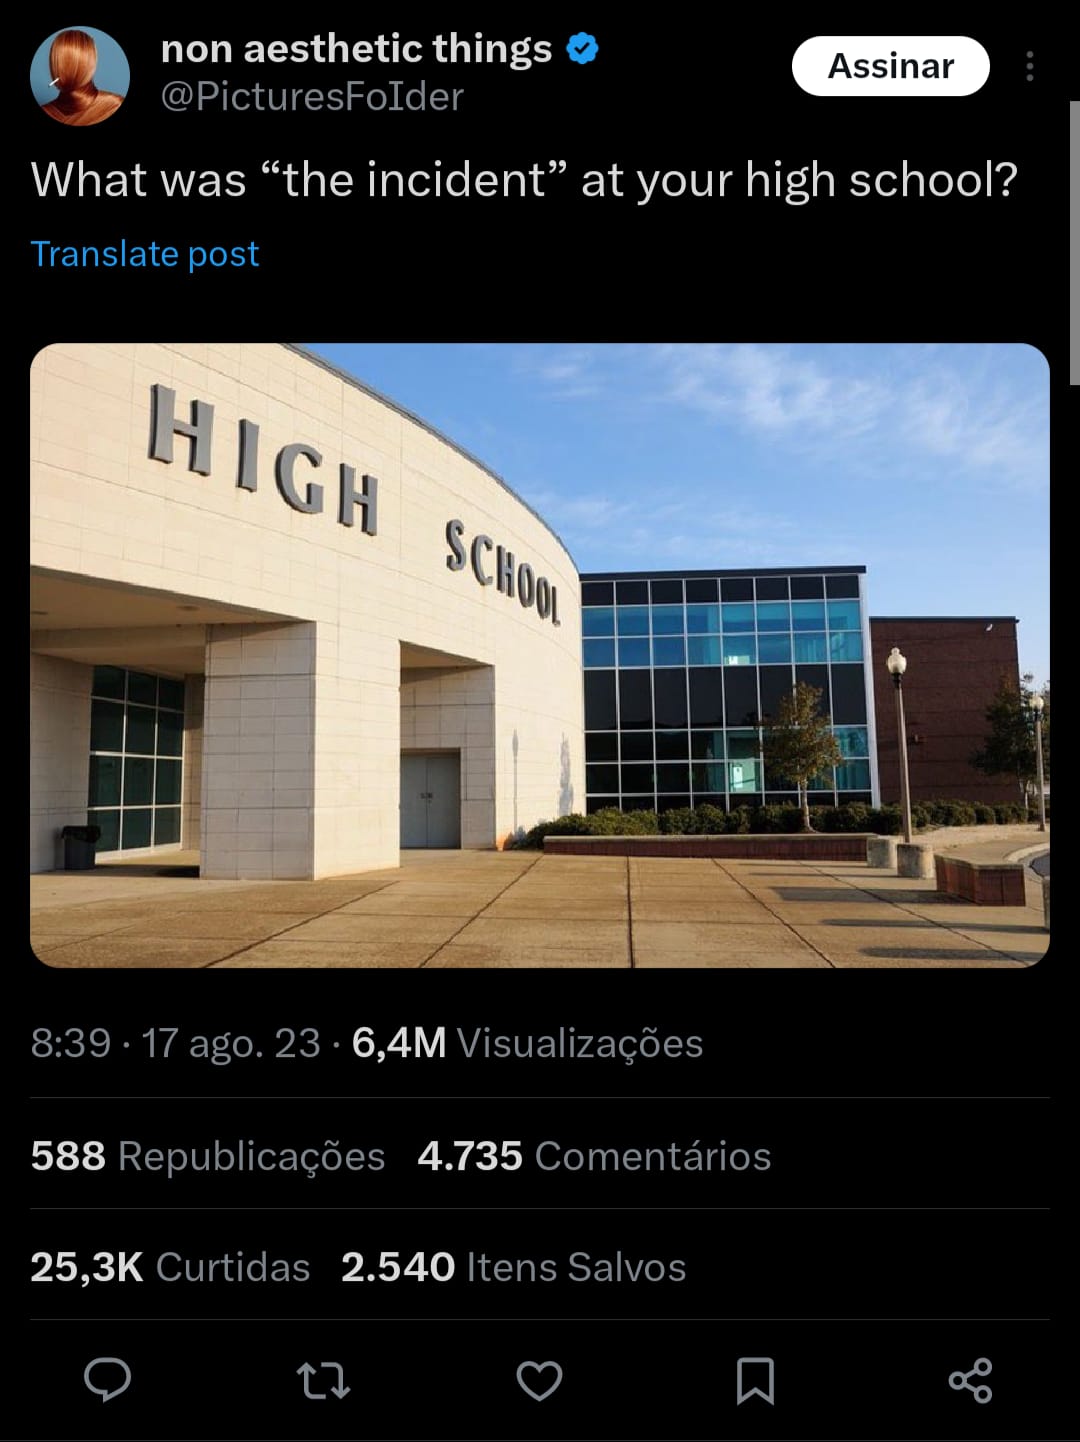 non aesthetic things
@PicturesFoIder
Assinar
What was “the incident” at your high school?
Translate post
HIGH SCHOOL
8:39 · 17 ago. 23 · 6,4M Visualizações
588 Republicações 4.735 Comentários
25,3K Curtidas 2.540 Itens Salvos